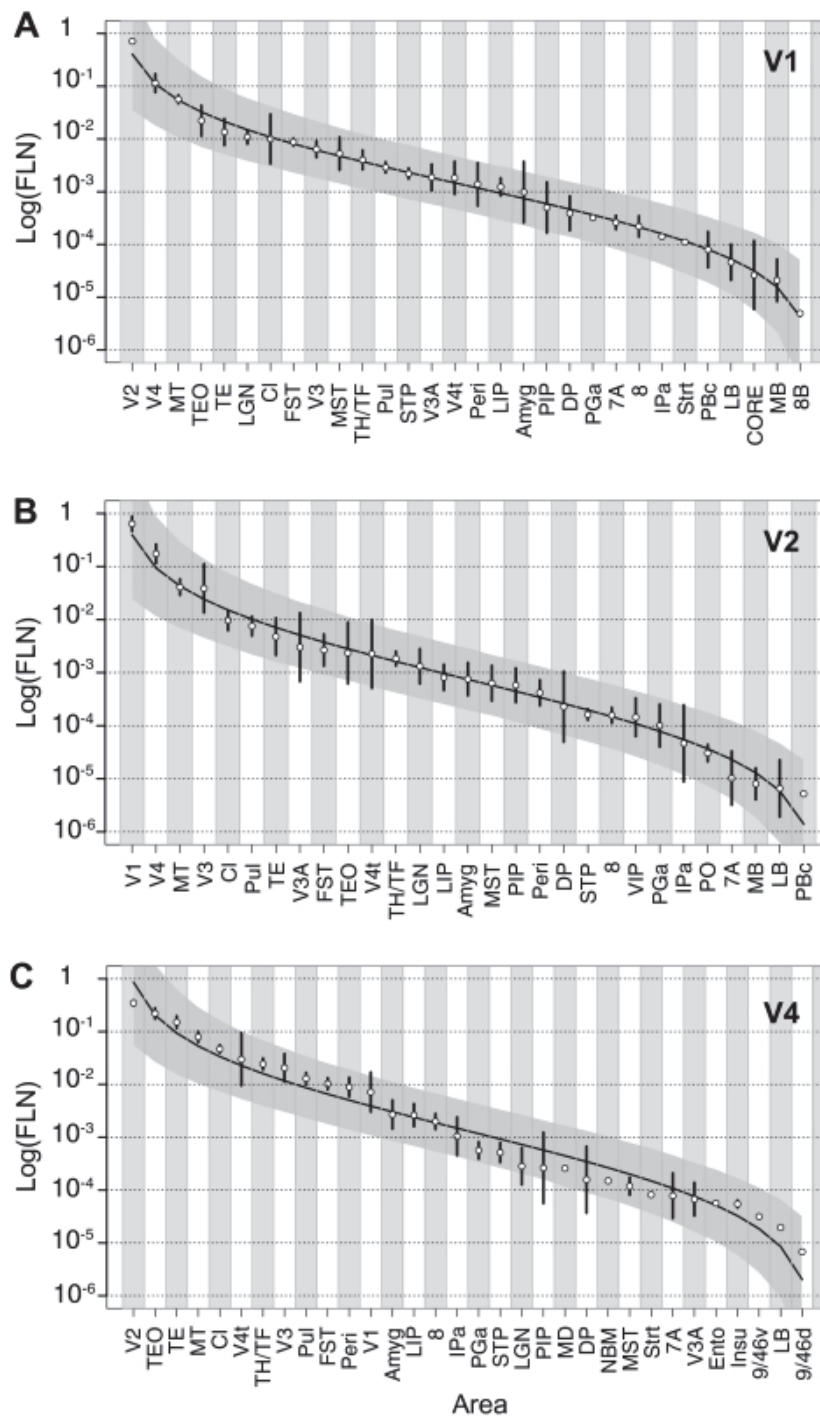 A
V1
Log(FLN)
1
10-1
10-2
10-3
10-4
10-5
10-6
V2 V4 MT TEO TE LGN Cl FST V3 MST TH/TF Pul STP V3A V4t Peri LIP Amyg PIP DP PGa 7A 8 IPa Strt PBc LB CORE MB 8B
B
V2
Log(FLN)
1
10-1
10-2
10-3
10-4
10-5
10-6
V1 V4 MT V3 Cl Pul TE V3A FST TEO V4t TH/TF LGN LIP Amyg MST PIP Peri DP STP 8 VIP PGa IPa PO 7A MB LB PBc
C
V4
Log(FLN)
1
10-1
10-2
10-3
10-4
10-5
10-6
V2 TEO TE MT Cl V4t TH/TF V3 Pul FST Peri V1 Amyg LIP 8 IPa PGa STP LGN PIP MD DP NBM MST Strt 7A V3A Ento Insu 9/46v LB 9/46d
Area